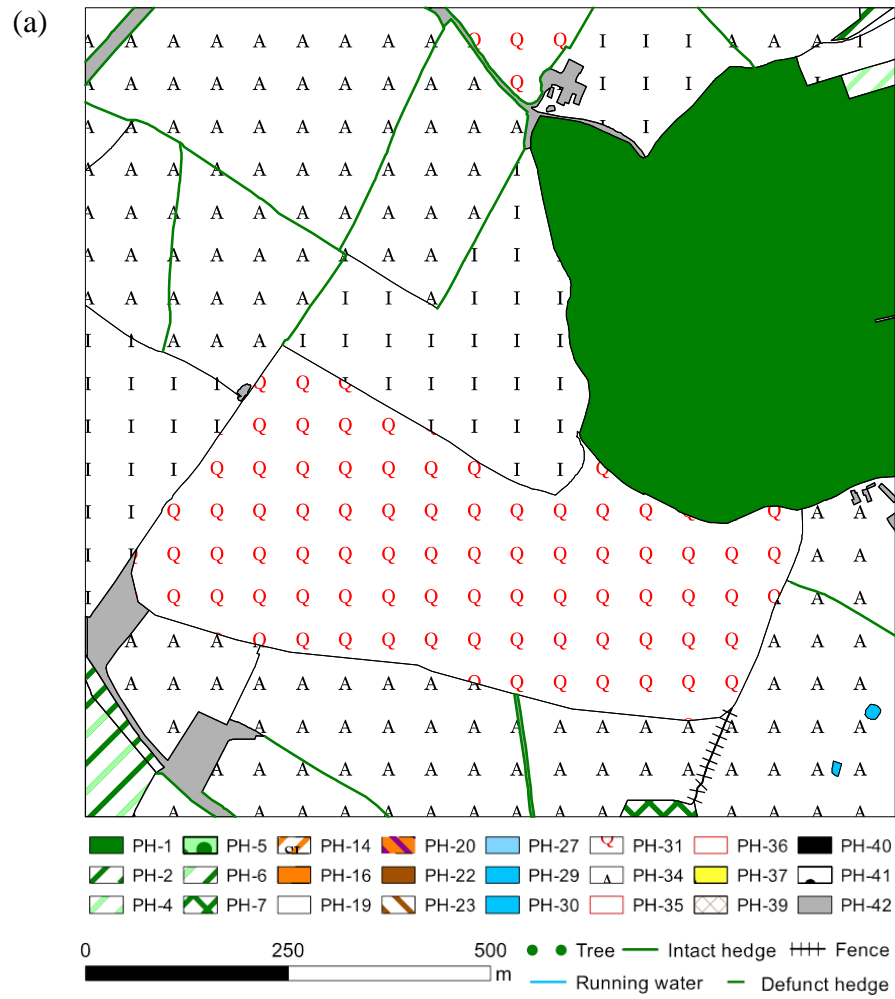 (a)
A A A A A A A A A Q Q Q I I I A A A I
A A A A A A A A A A Q I I I I
A A A A A A A A A A A I I
A A A A A A A A A A I
A A A A A A A A A A I
A A A A A A A A A I I I
A A A A A A I I A I I I
I I A A A I I I I I I I
I I I I Q Q Q I I I I I
I I I I Q Q Q Q I I I I
I I I Q Q Q Q Q Q Q I I Q
I I Q Q Q Q Q Q Q Q Q Q Q Q Q Q A A
I I Q Q Q Q Q Q Q Q Q Q Q Q Q Q Q A A
I Q Q Q Q Q Q Q Q Q Q Q Q Q Q Q A A
A A A Q Q Q Q Q Q Q Q Q Q Q Q A A A
A A A A A A A A Q Q Q Q Q Q Q A A A
A A A A A A A A A A A A A A A A
A A A A A A A A A A A A A A A A
A A A A A A A A A A A A A A
PH-1 PH-5 PH-14 PH-20 PH-27 Q PH-31 PH-36 PH-40
PH-2 PH-6 PH-16 PH-22 PH-29 A PH-34 PH-37 PH-41
PH-4 PH-7 PH-19 PH-23 PH-30 PH-35 PH-39 PH-42
0 250 500 m
Tree Intact hedge Fence
Running water Defunct hedge